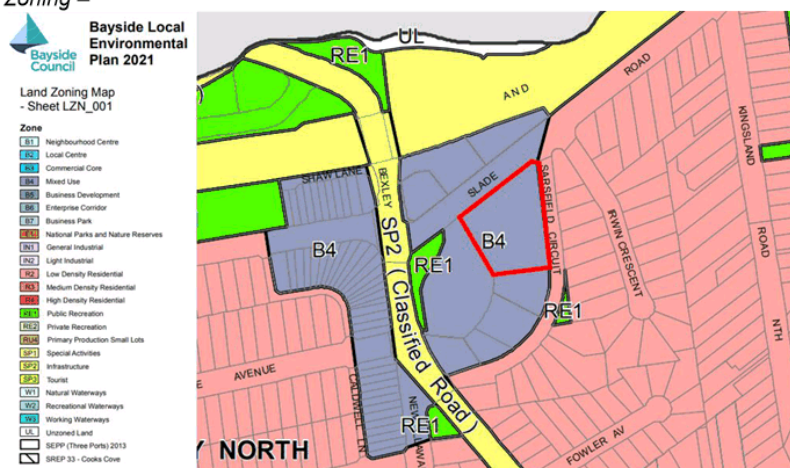 Zoning –
Bayside Local
Environmental
Plan 2021
Bayside
Council
Land Zoning Map
- Sheet LZN_001
Zone
B1 Neighbourhood Centre
B2 Local Centre
B3 Commercial Core
B4 Mixed Use
B5 Business Development
B6 Enterprise Corridor
B7 Business Park
National Parks and Nature Reserves
IN1 General Industrial
IN2 Light Industrial
R2 Low Density Residential
R3 Medium Density Residential
R4 High Density Residential
RE1 Public Recreation
RE2 Private Recreation
RU4 Primary Production Small Lots
SP1 Special Activities
SP2 Infrastructure
SP3 Tourist
W1 Natural Waterways
W2 Recreational Waterways
W3 Working Waterways
UL Unzoned Land
SEPP (Three Ports) 2013
SREP 33 - Cooks Cove
UL
RE1
AND
ROAD
SHAW LANE
BEXLEY
SLADE
SARSFIELD CIRCUIT
KINGSLAND
ROAD
NTH
IRWIN CRESCENT
B4
SP2 (Classified Road)
B4
RE1
RE1
E AVENUE
CALDWELL LN
RE1
Y NORTH
FOWLER AV